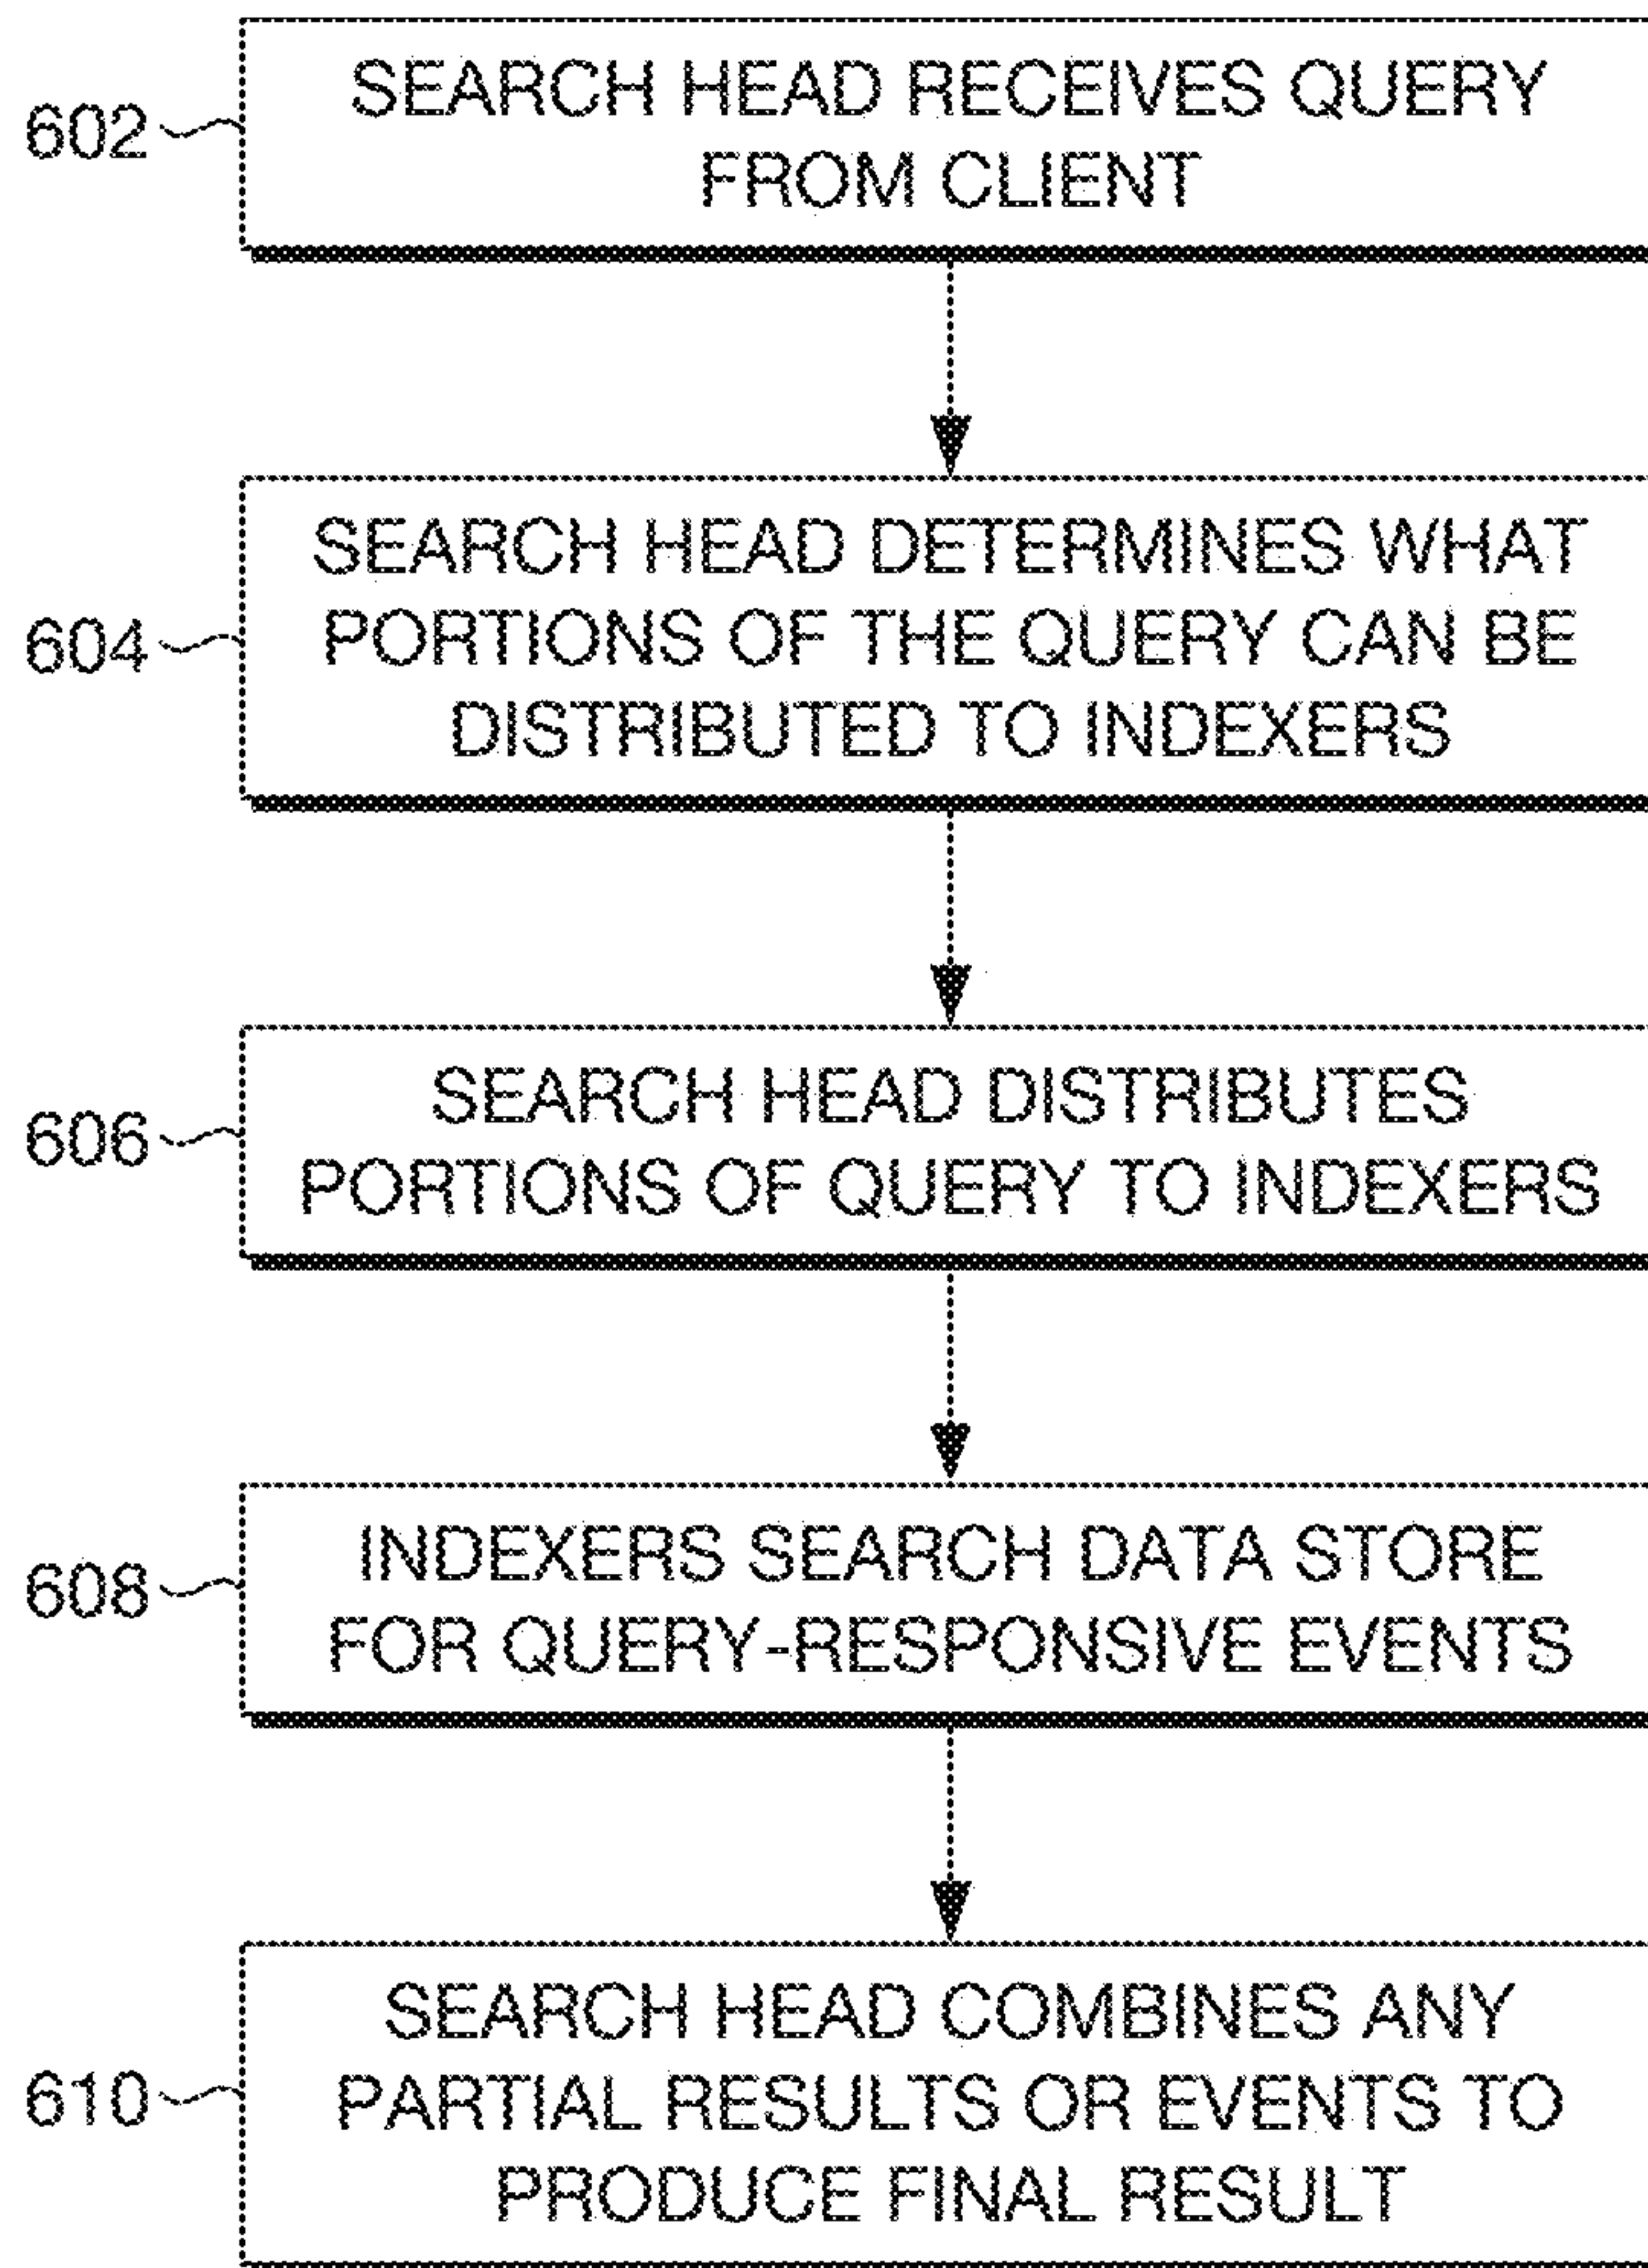 602
SEARCH HEAD RECEIVES QUERY
FROM CLIENT
604
SEARCH HEAD DETERMINES WHAT
PORTIONS OF THE QUERY CAN BE
DISTRIBUTED TO INDEXERS
606
SEARCH HEAD DISTRIBUTES
PORTIONS OF QUERY TO INDEXERS
608
INDEXERS SEARCH DATA STORE
FOR QUERY-RESPONSIVE EVENTS
610
SEARCH HEAD COMBINES ANY
PARTIAL RESULTS OR EVENTS TO
PRODUCE FINAL RESULT